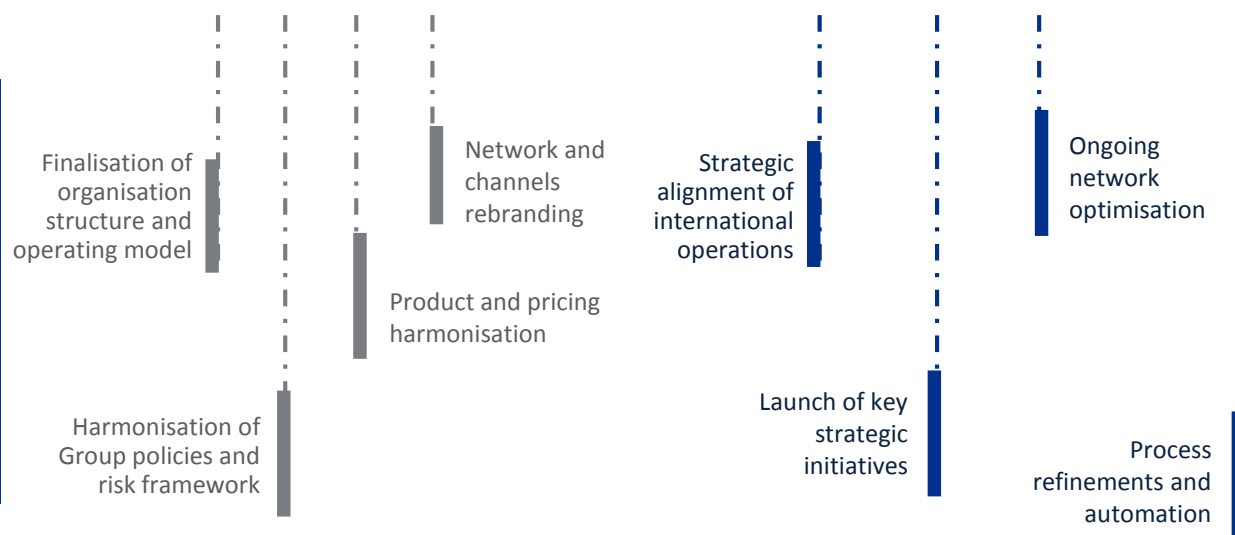 Finalisation of
organisation
structure and
operating model
Harmonisation of
Group policies and
risk framework
Product and pricing
harmonisation
Network and
channels
rebranding
Strategic
alignment of
international
operations
Launch of key
strategic
initiatives
Ongoing
network
optimisation
Process
refinements and
automation